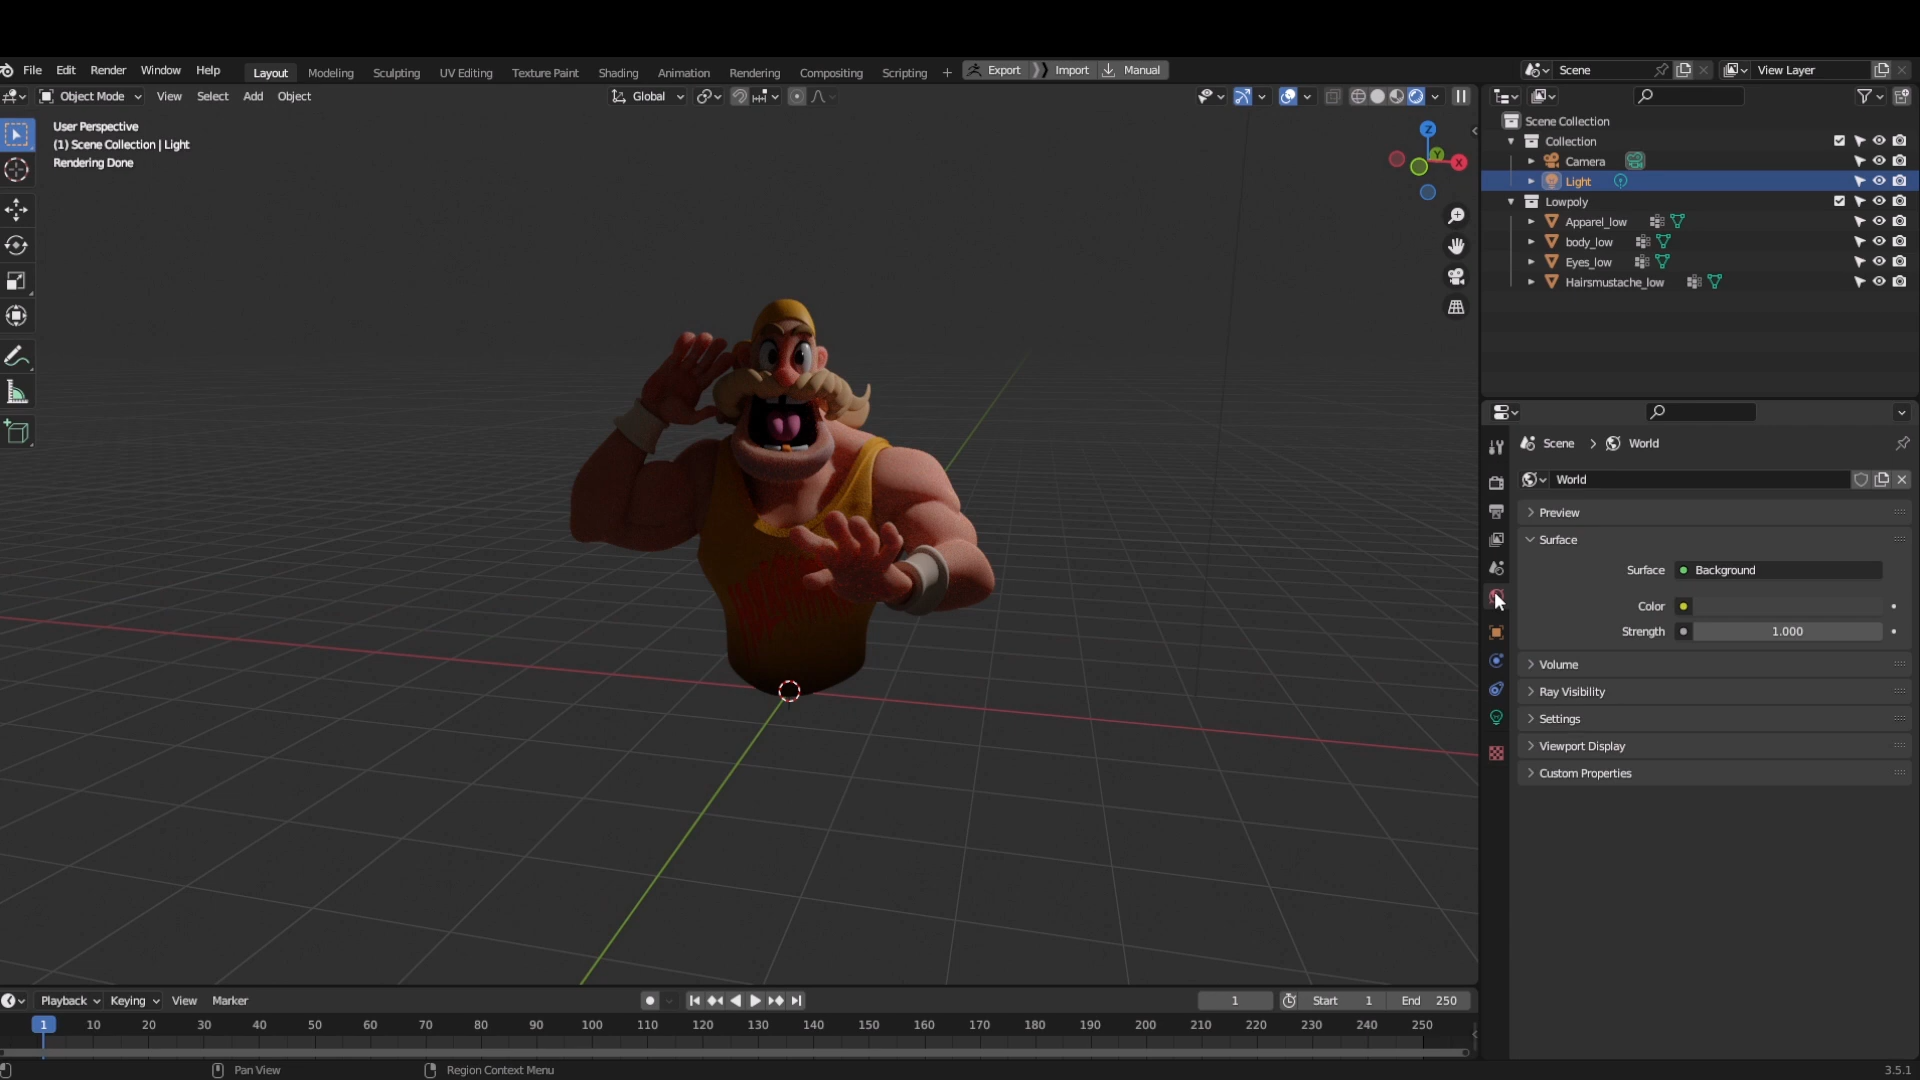 File Edit Render Window Help Layout Modeling Sculpting UV Editing Texture Paint Shading Animation Rendering Compositing Scripting + Export Import Manual Scene View Layer
Object Mode View Select Add Object Global
User Perspective
(1) Scene Collection | Light
Rendering Done
Z
Y
X
Scene Collection
Collection
Camera
Light
Lowpoly
Apparel_low
body_low
Eyes_low
Hairsmustache_low
Scene > World
World
Preview
Surface
Surface Background
Color
Strength 1.000
Volume
Ray Visibility
Settings
Viewport Display
Custom Properties
Playback Keying View Marker 1 Start 1 End 250
1 10 20 30 40 50 60 70 80 90 100 110 120 130 140 150 160 170 180 190 200 210 220 230 240 250
Pan View Region Context Menu 3.5.1